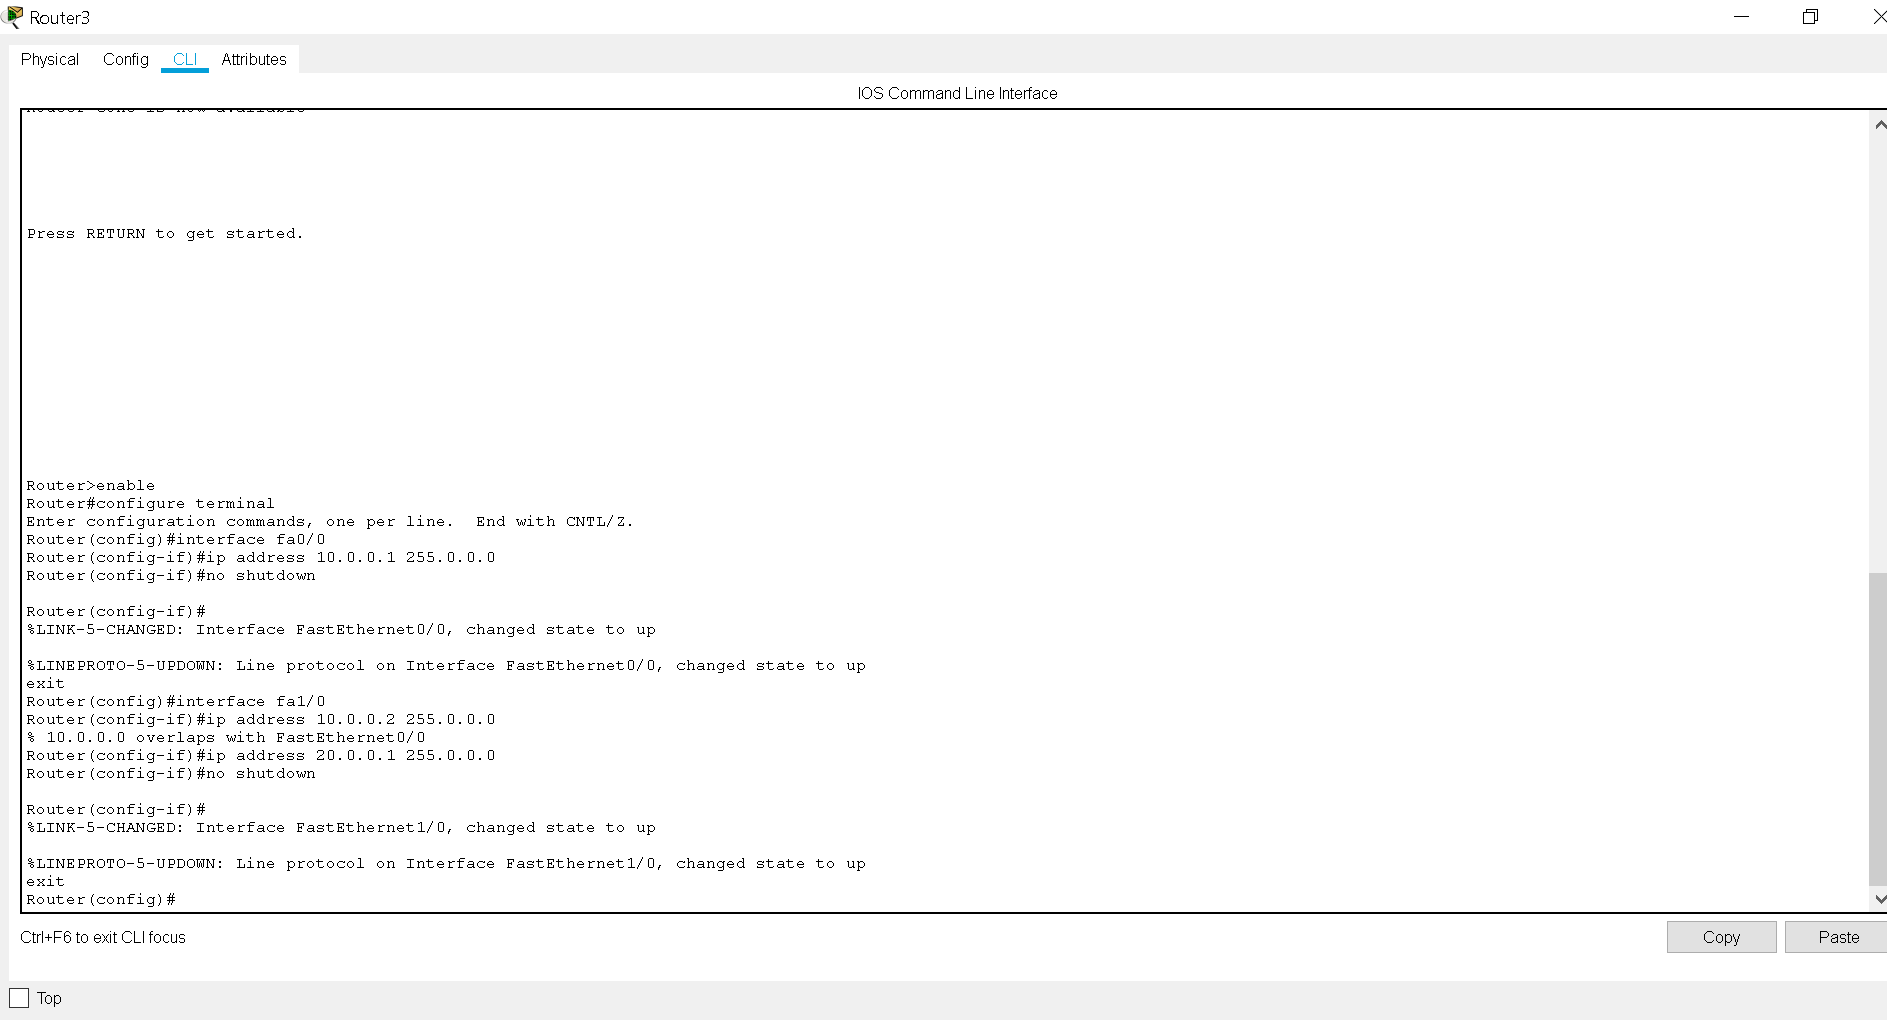 Router3
Physical Config CLI Attributes
IOS Command Line Interface
Press RETURN to get started.
Router>enable
Router#configure terminal
Enter configuration commands, one per line.  End with CNTL/Z.
Router(config)#interface fa0/0
Router(config-if)#ip address 10.0.0.1 255.0.0.0
Router(config-if)#no shutdown
Router(config-if)#
%LINK-5-CHANGED: Interface FastEthernet0/0, changed state to up
%LINEPROTO-5-UPDOWN: Line protocol on Interface FastEthernet0/0, changed state to up
exit
Router(config)#interface fa1/0
Router(config-if)#ip address 10.0.0.2 255.0.0.0
% 10.0.0.0 overlaps with FastEthernet0/0
Router(config-if)#ip address 20.0.0.1 255.0.0.0
Router(config-if)#no shutdown
Router(config-if)#
%LINK-5-CHANGED: Interface FastEthernet1/0, changed state to up
%LINEPROTO-5-UPDOWN: Line protocol on Interface FastEthernet1/0, changed state to up
exit
Router(config)#
Ctrl+F6 to exit CLI focus
Copy Paste
Top